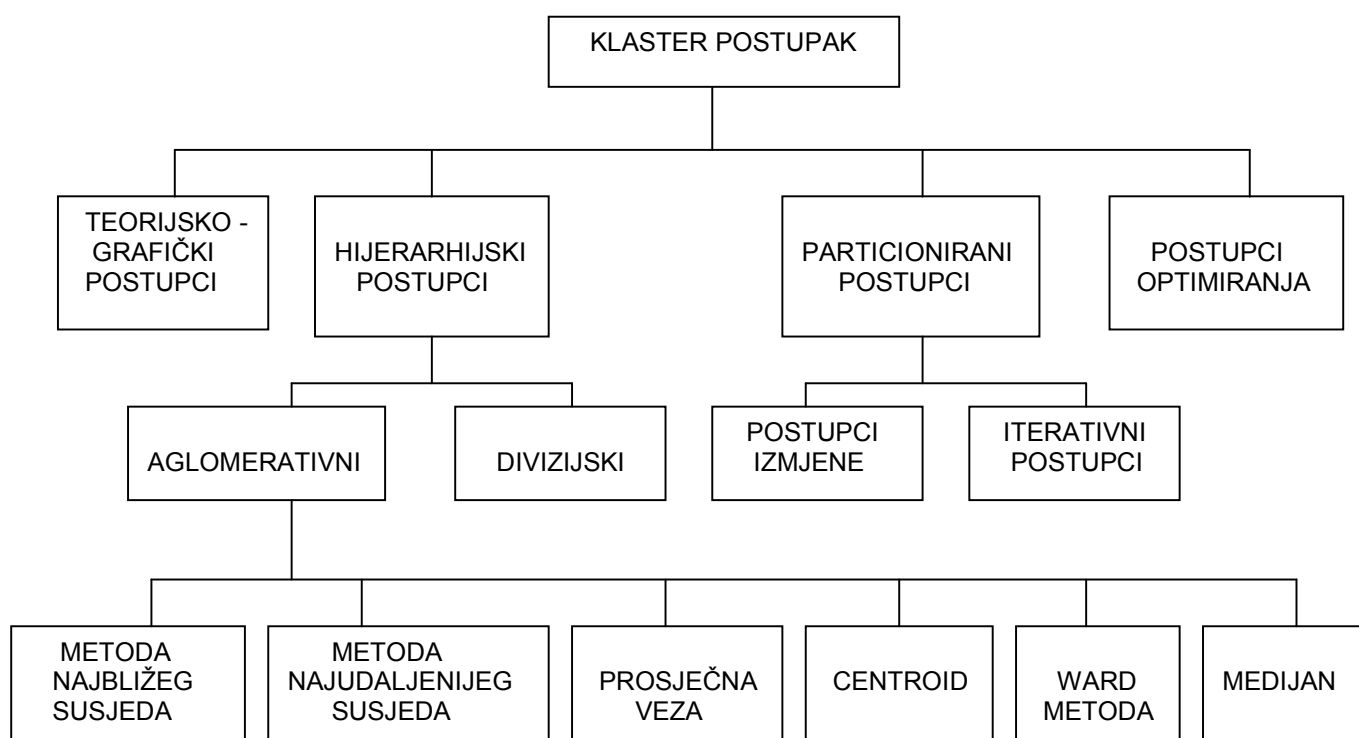 KLASTER POSTUPAK
TEORIJSKO -
GRAFIČKI
POSTUPCI
HIJERARHIJSKI
POSTUPCI
PARTICIONIRANI
POSTUPCI
POSTUPCI
OPTIMIRANJA
AGLOMERATIVNI
DIVIZIJSKI
POSTUPCI
IZMJENE
ITERATIVNI
POSTUPCI
METODA
NAJBLIŽEG
SUSJEDA
METODA
NAJUDALJENIJEG
SUSJEDA
PROSJEČNA
VEZA
CENTROID
WARD
METODA
MEDIJAN